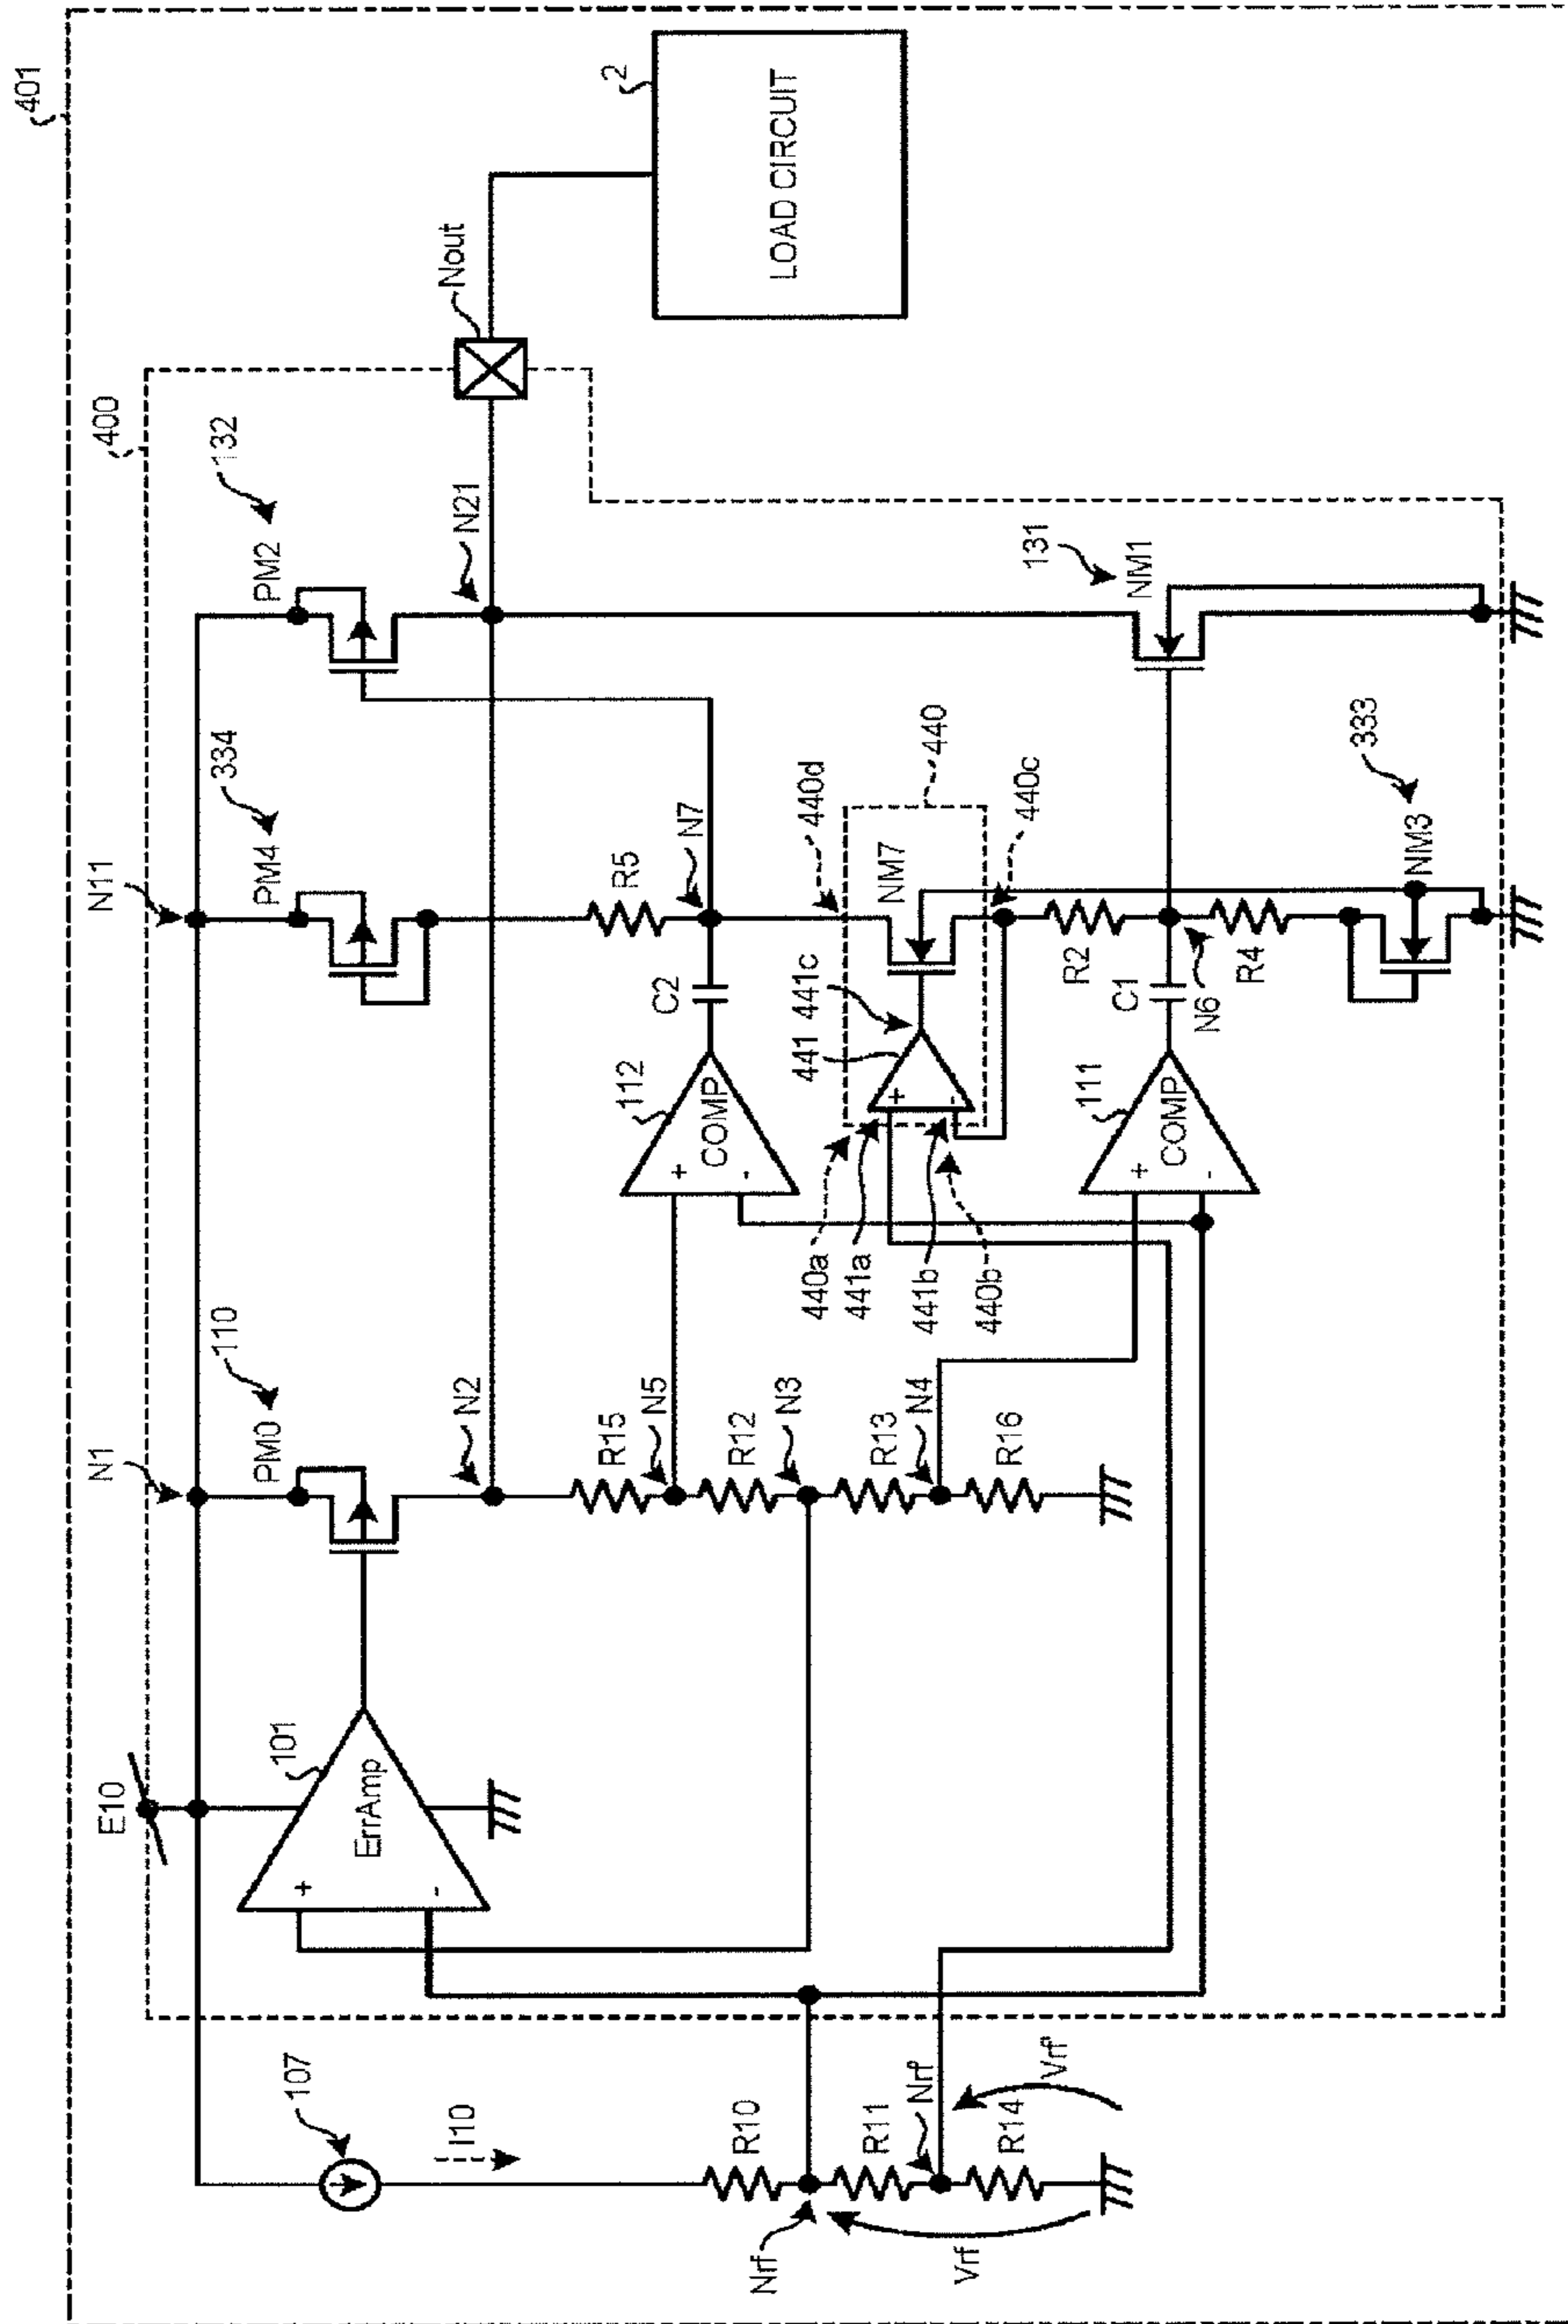 401
400
2
LOAD CIRCUIT
Nout
132
PM2
N21
131
NM1
N11
334
PM4
R5
N7
440d
440
440c
333
NM3
NM7
R2
R4
C2
441c
441
C1
N6
112
COMP
+
-
+
-
111
COMP
+
-
440a
441a
441b
440b
N1
110
PM0
N2
R15
N5
R12
N3
R13
N4
R16
E10
101
ErrAmp
+
-
107
I10
R10
R11
Nrf'
R14
Vrf'
Nrf
Vrf